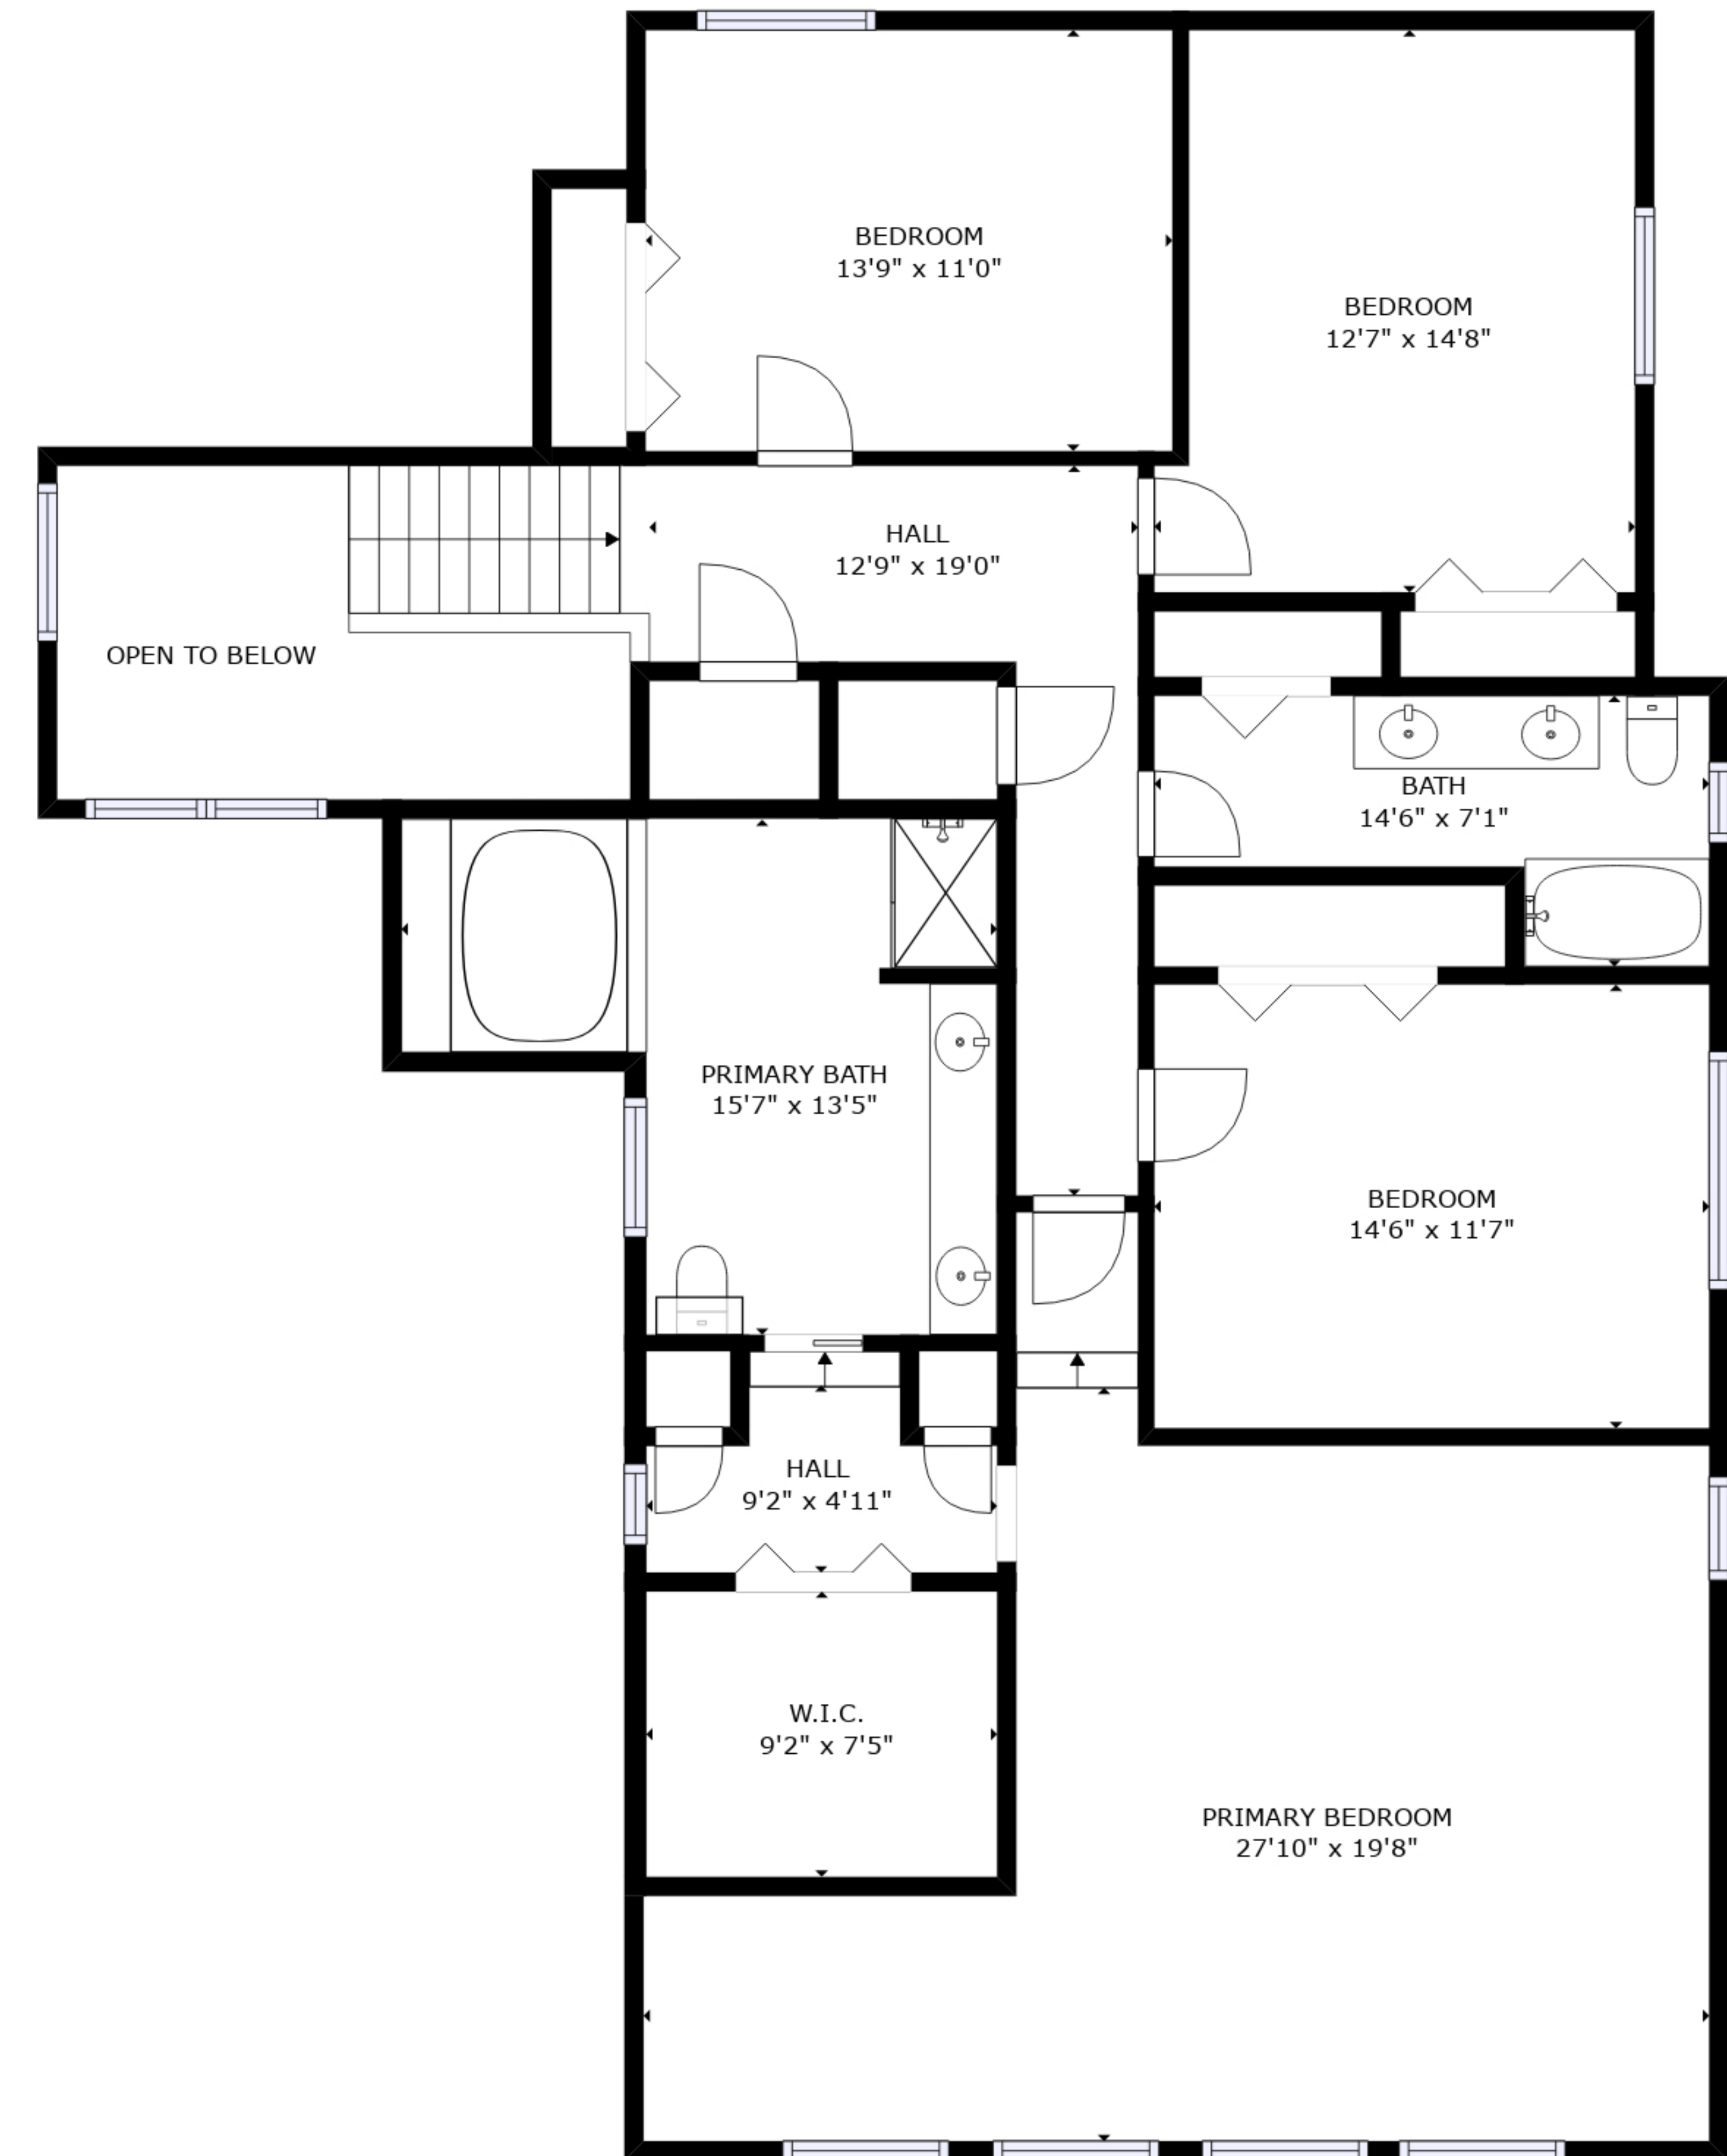 BEDROOM
13'9" x 11'0"
BEDROOM
12'7" x 14'8"
HALL
12'9" x 19'0"
OPEN TO BELOW
BATH
14'6" x 7'1"
PRIMARY BATH
15'7" x 13'5"
BEDROOM
14'6" x 11'7"
HALL
9'2" x 4'11"
W.I.C.
9'2" x 7'5"
PRIMARY BEDROOM
27'10" x 19'8"